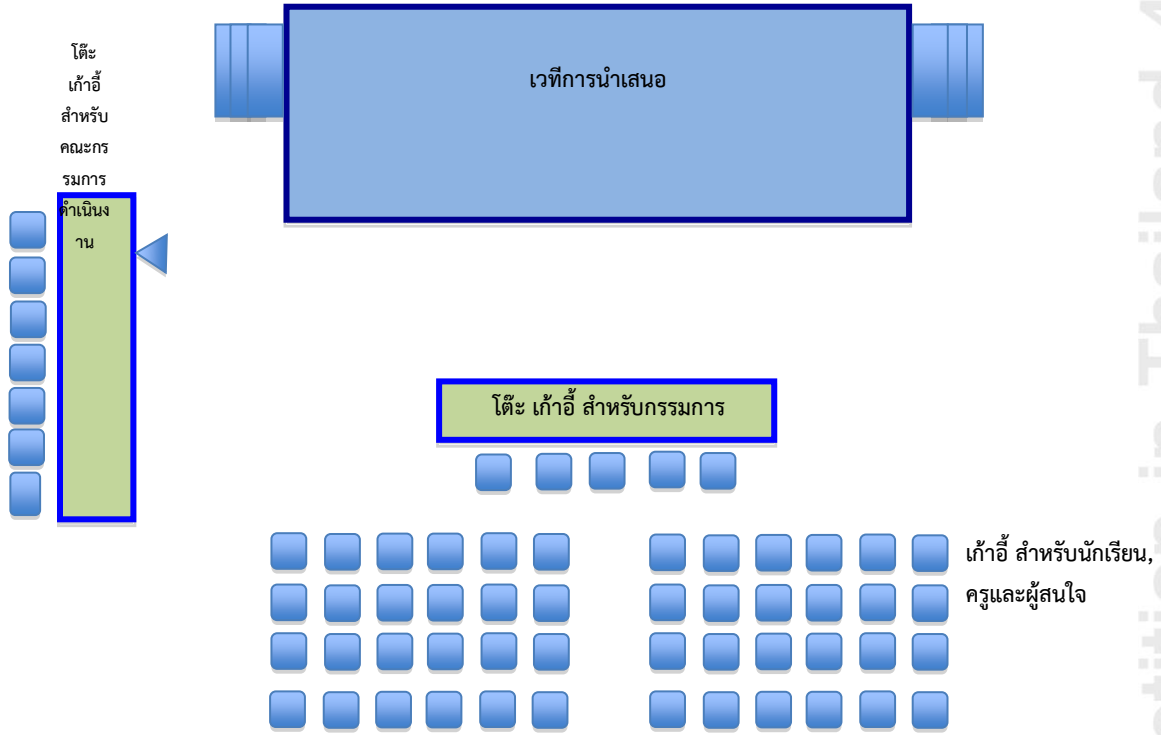 เวทีการนำเสนอ
โต๊ะ
เก้าอี้
สำหรับ
คณะกร
รมการ
ดำเนินง
าน
โต๊ะ เก้าอี้ สำหรับกรรมการ
เก้าอี้ สำหรับนักเรียน,
ครูและผู้สนใจ
in Thailand